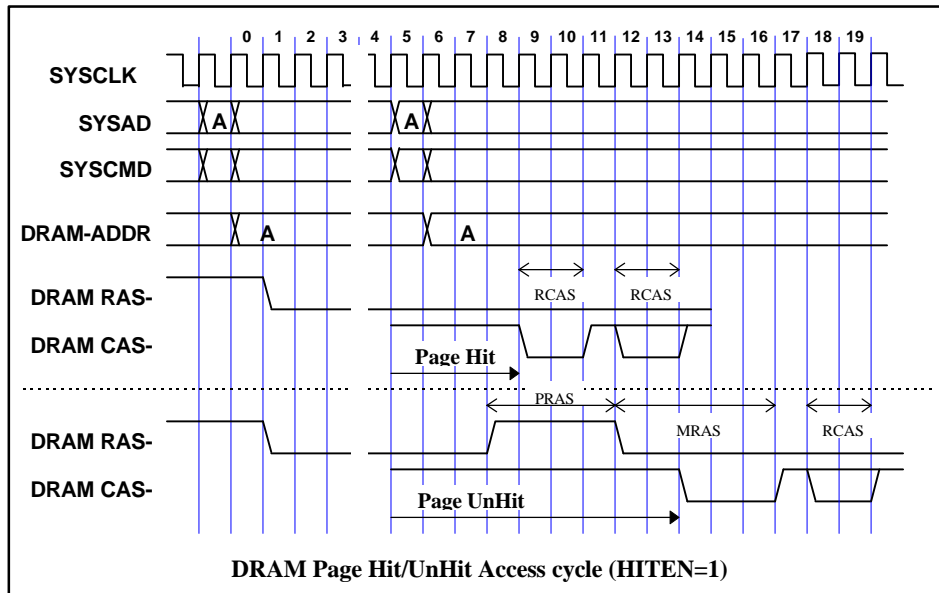 0 1 2 3 4 5 6 7 8 9 10 11 12 13 14 15 16 17 18 19
SYSCLK
SYSAD A A
SYSCMD
DRAM-ADDR A A
RCAS RCAS
DRAM RAS-
DRAM CAS-
Page Hit
PRAS
DRAM RAS- MRAS RCAS
DRAM CAS-
Page UnHit
DRAM Page Hit/UnHit Access cycle (HITEN=1)